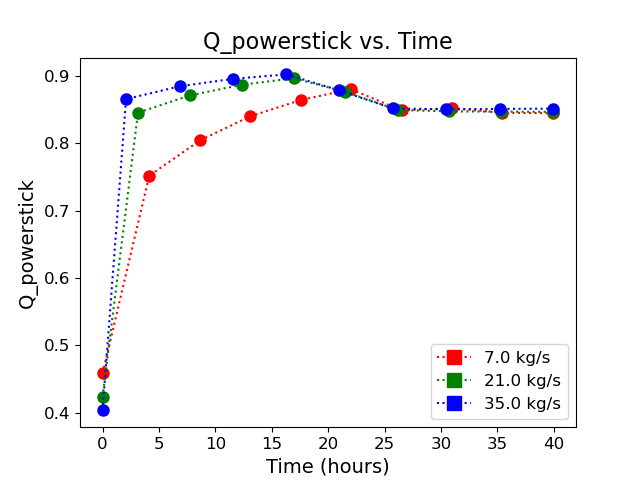 Q_powerstick vs. Time
0.9
0.8
0.7
0.6
0.5
0.4
Q_powerstick
0 5 10 15 20 25 30 35 40
Time (hours)
7.0 kg/s
21.0 kg/s
35.0 kg/s